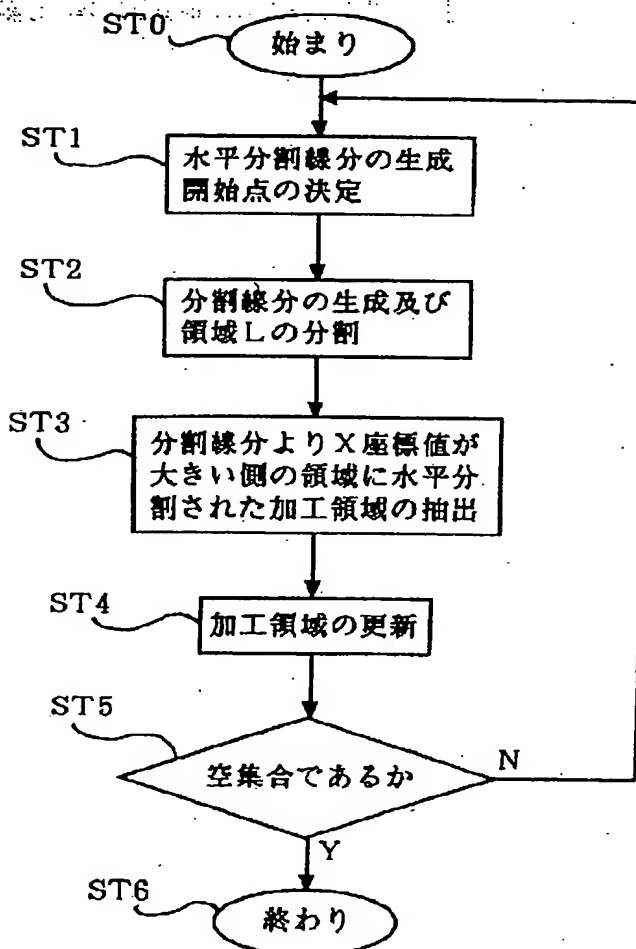 ST0
始まり
ST1
水平分割線分の生成
開始点の決定
ST2
分割線分の生成及び
領域Lの分割
ST3
分割線分よりX座標値が
大きい側の領域に水平分
割された加工領域の抽出
ST4
加工領域の更新
ST5
空集合であるか
N
Y
ST6
終わり